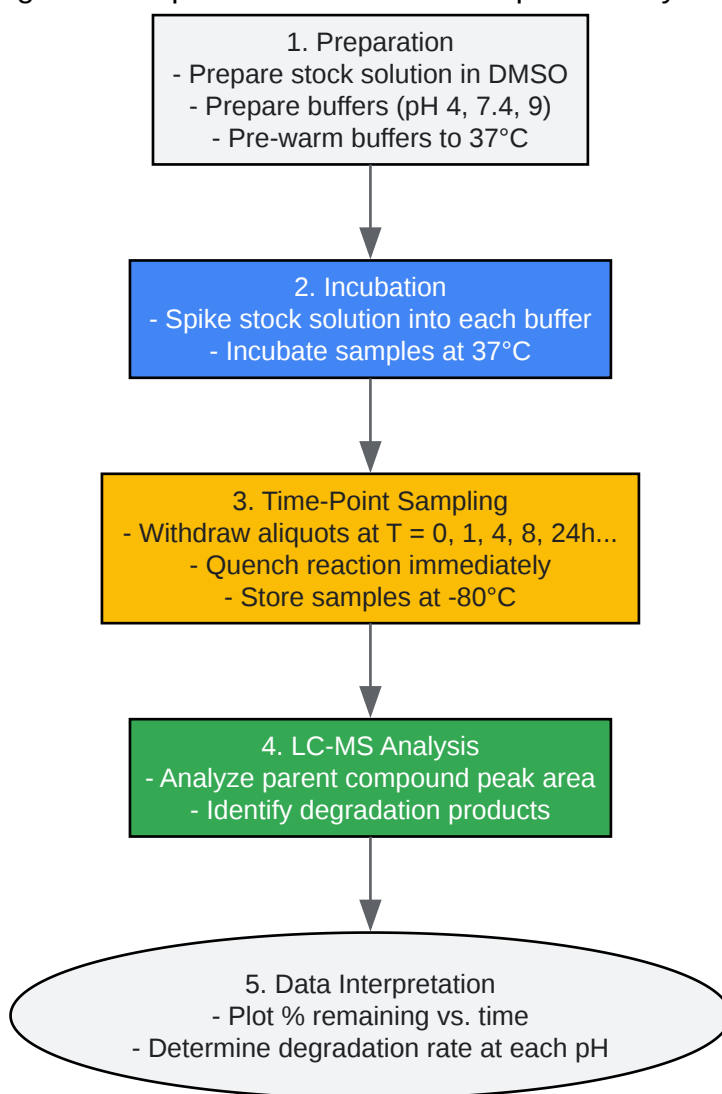 1. Preparation
- Prepare stock solution in DMSO
- Prepare buffers (pH 4, 7.4, 9)
- Pre-warm buffers to 37°C
2. Incubation
- Spike stock solution into each buffer
- Incubate samples at 37°C
3. Time-Point Sampling
- Withdraw aliquots at T = 0, 1, 4, 8, 24h...
- Quench reaction immediately
- Store samples at -80°C
4. LC-MS Analysis
- Analyze parent compound peak area
- Identify degradation products
5. Data Interpretation
- Plot % remaining vs. time
- Determine degradation rate at each pH